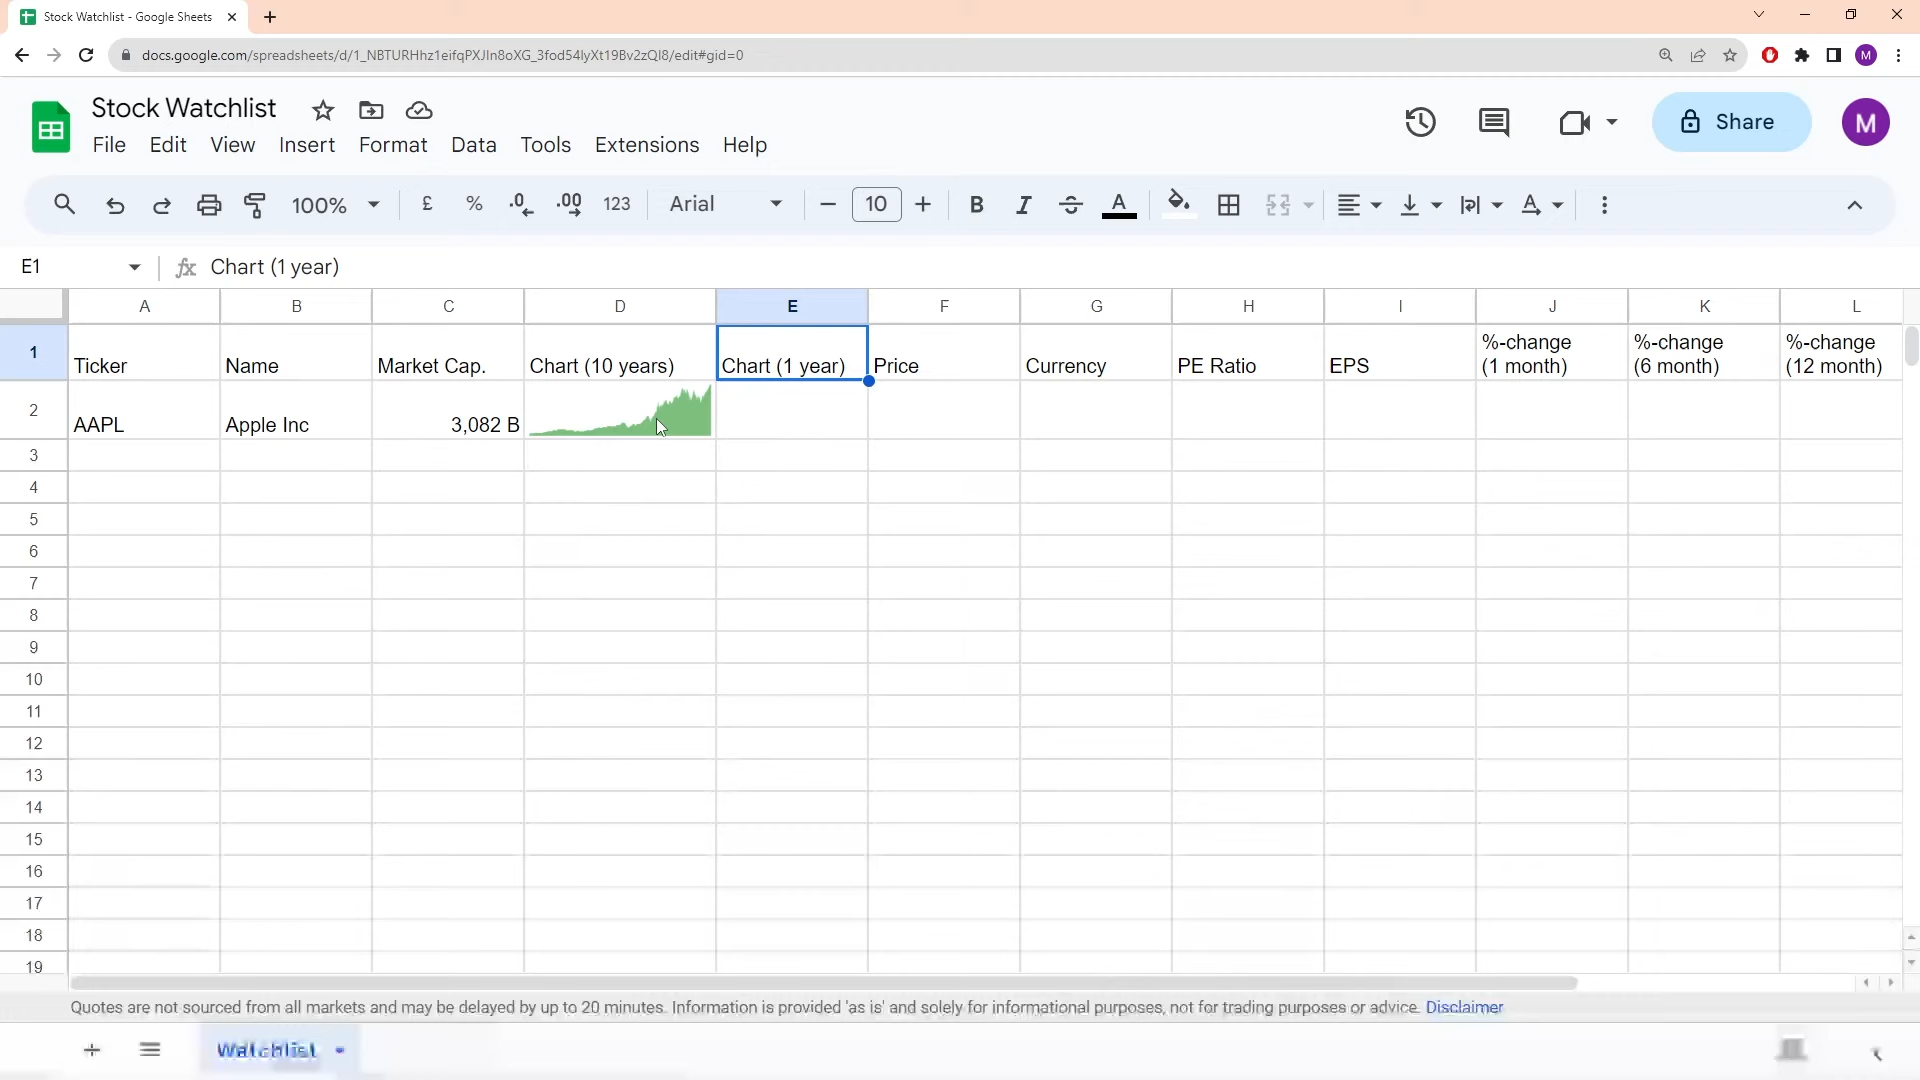 Stock Watchlist - Google Sheets
docs.google.com/spreadsheets/d/1_NBTURHhz1eifqPXJIn8oXG_3fod54lyXt19Bv2zQI8/edit#gid=0
M
Stock Watchlist
File Edit View Insert Format Data Tools Extensions Help
Share
M
100% £ % .0 .00 123 Arial 10 B I S A A
E1 fx Chart (1 year)
A B C D E F G H I J K L
1 Ticker Name Market Cap. Chart (10 years) Chart (1 year) Price Currency PE Ratio EPS %-change (1 month) %-change (6 month) %-change (12 month)
2 AAPL Apple Inc 3,082 B
3
4
5
6
7
8
9
10
11
12
13
14
15
16
17
18
19
Quotes are not sourced from all markets and may be delayed by up to 20 minutes. Information is provided 'as is' and solely for informational purposes, not for trading purposes or advice. Disclaimer
Watchlist